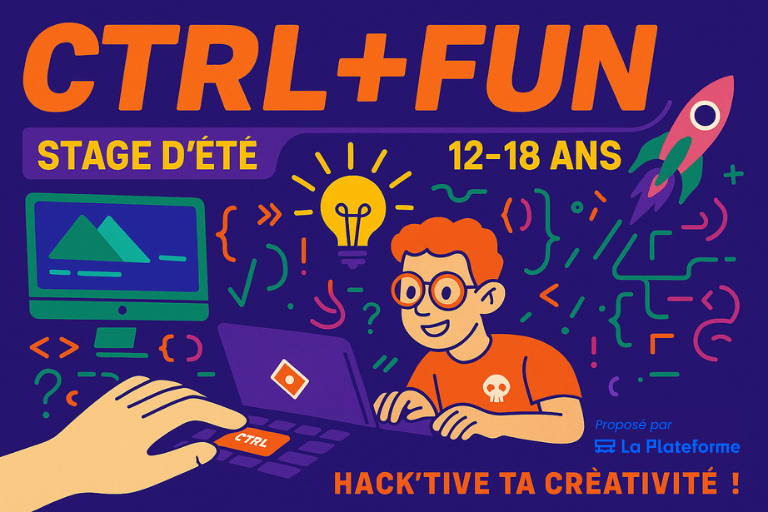 CTRL+FUN
STAGE D'ÉTÉ
12-18 ANS
CTRL
Proposé par
La Plateforme
HACK'TIVE TA CRÈATIVITÉ !